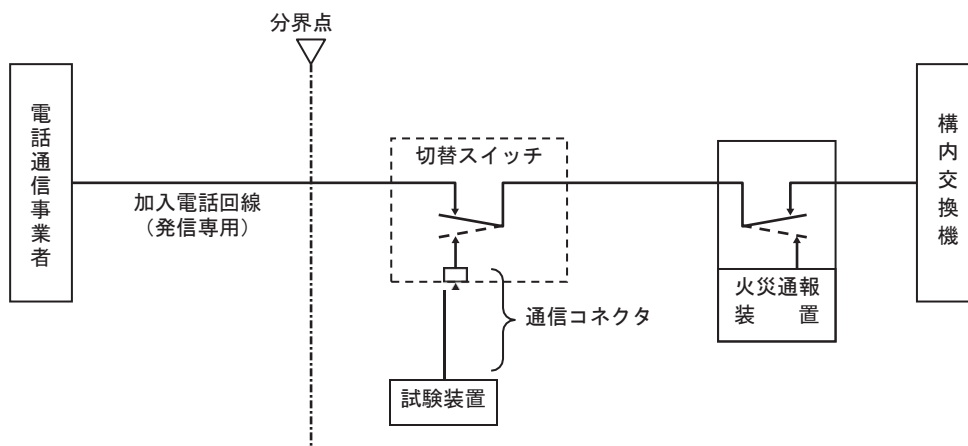 分界点
電話通信事業者
加入電話回線
（発信専用）
切替スイッチ
通信コネクタ
試験装置
火災通報
装置
構内交換機